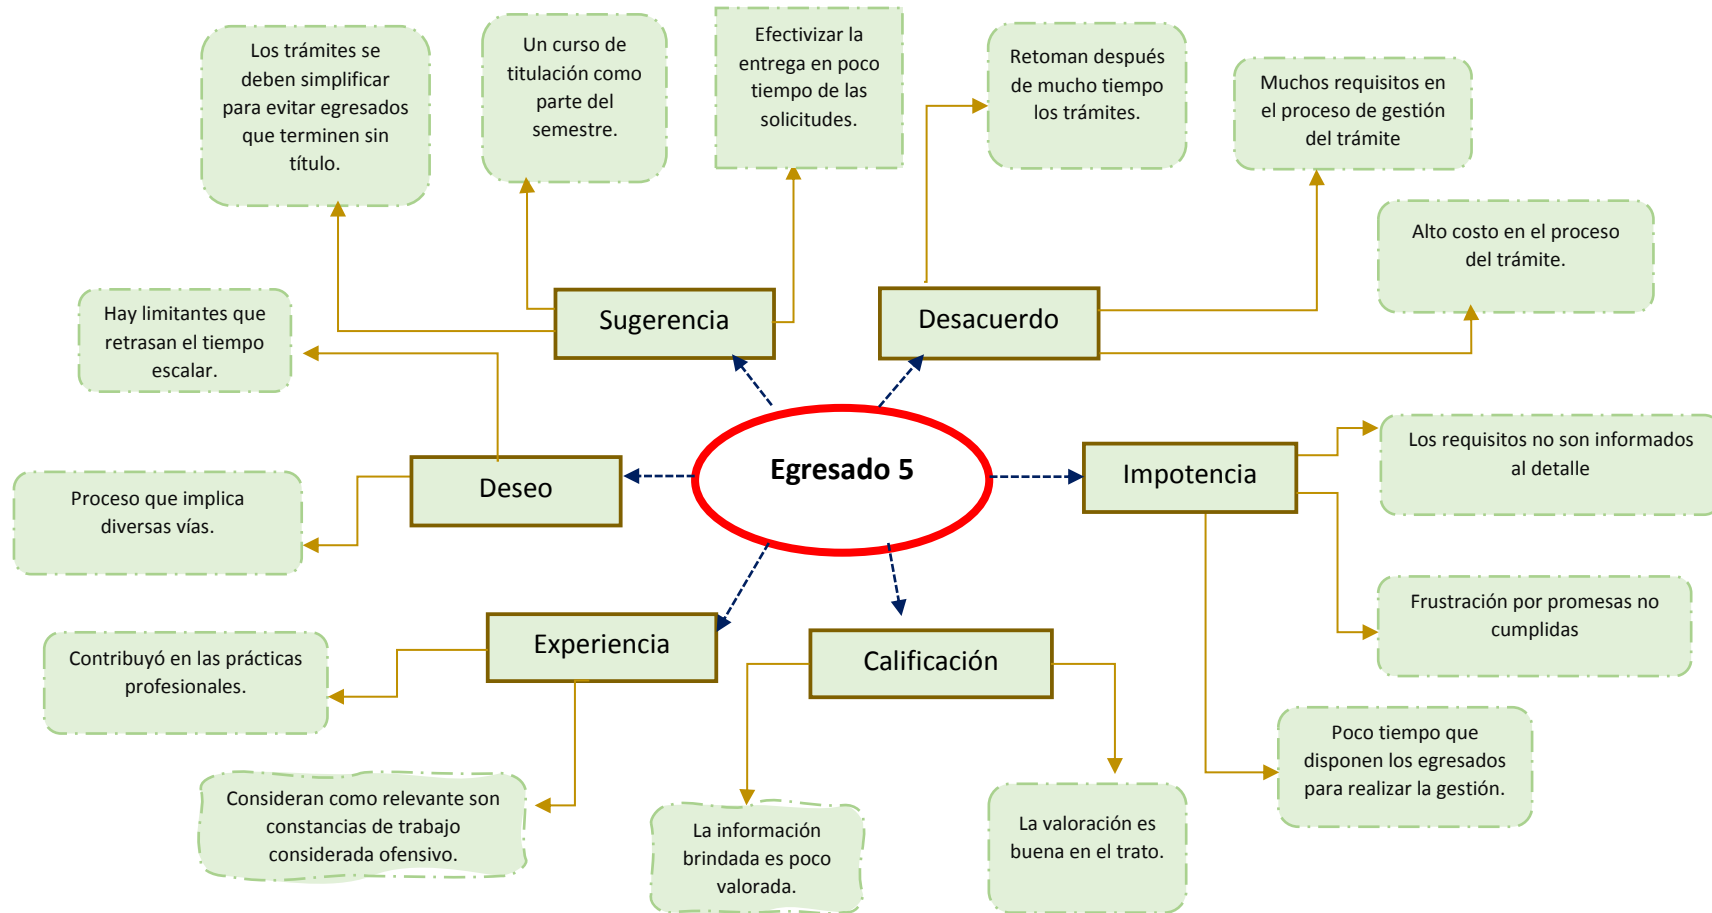 Los trámites se
deben simplificar
para evitar egresados
que terminen sin
título.
Un curso de
titulación como
parte del
semestre.
Efectivizar la
entrega en poco
tiempo de las
solicitudes.
Retoman después
de mucho tiempo
los trámites.
Muchos requisitos en
el proceso de gestión
del trámite
Alto costo en el proceso
del trámite.
Hay limitantes que
retrasan el tiempo
escalar.
Sugerencia
Desacuerdo
Egresado 5
Deseo
Impotencia
Los requisitos no son informados
al detalle
Proceso que implica
diversas vías.
Frustración por promesas no
cumplidas
Experiencia
Calificación
Contribuyó en las prácticas
profesionales.
Poco tiempo que
disponen los egresados
para realizar la gestión.
Consideran como relevante son
constancias de trabajo
considerada ofensivo.
La información
brindada es poco
valorada.
La valoración es
buena en el trato.